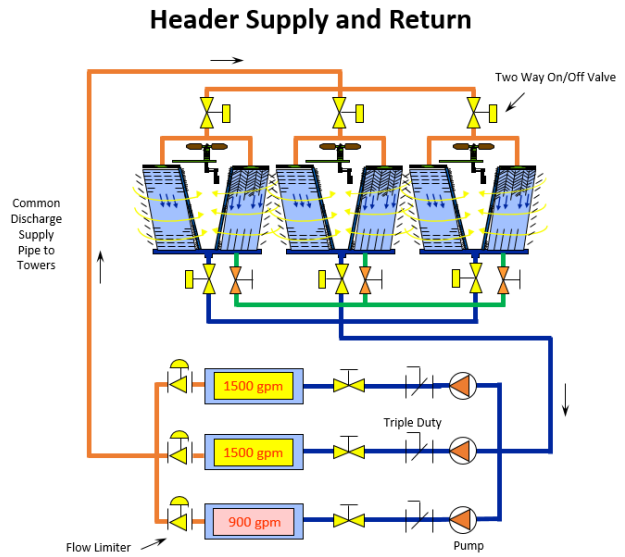 Header Supply and Return
Two Way On/Off Valve
Common
Discharge
Supply
Pipe to
Towers
1500 gpm
Triple Duty
1500 gpm
900 gpm
Flow Limiter
Pump